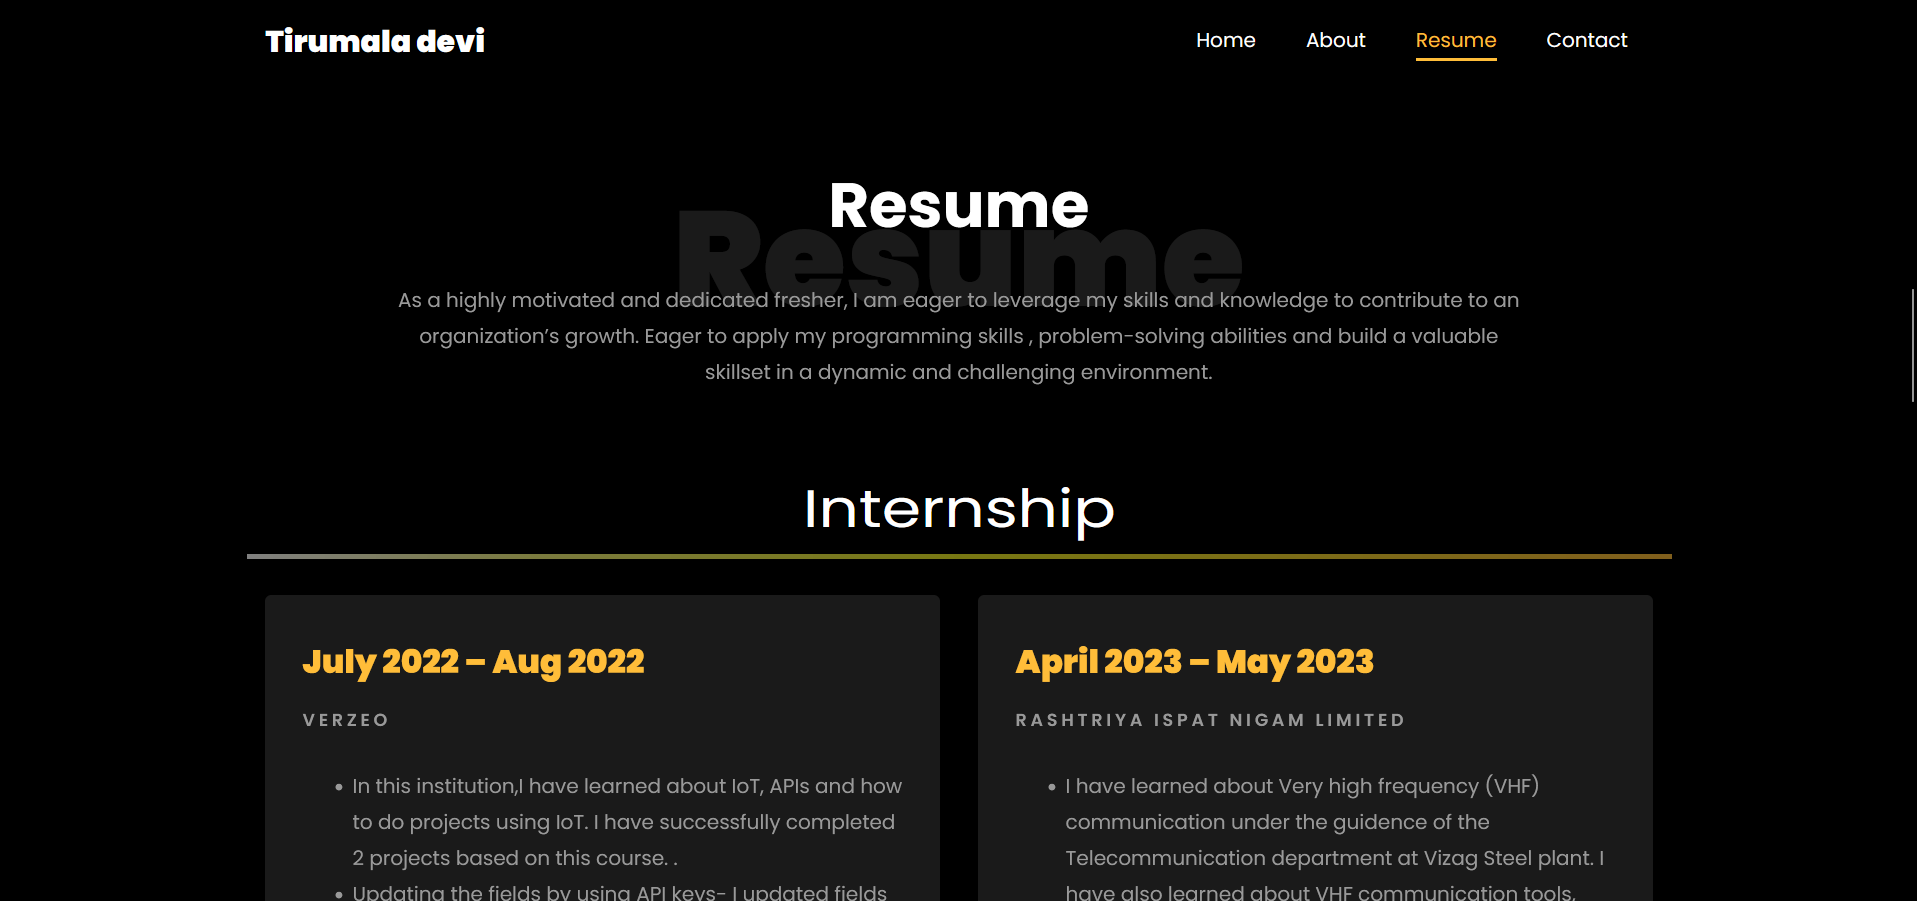 Tirumala devi
Home About Resume Contact
Resume
Resume
As a highly motivated and dedicated fresher, I am eager to leverage my skills and knowledge to contribute to an
organization’s growth. Eager to apply my programming skills , problem-solving abilities and build a valuable
skillset in a dynamic and challenging environment.
Internship
July 2022 – Aug 2022
VERZEO
• In this institution,I have learned about IoT, APIs and how
to do projects using IoT. I have successfully completed
2 projects based on this course. .
• Updating the fields by using API keys- I updated fields
April 2023 – May 2023
RASHTRIYA ISPAT NIGAM LIMITED
• I have learned about Very high frequency (VHF)
communication under the guidence of the
Telecommunication department at Vizag Steel plant. I
have also learned about VHF communication tools,